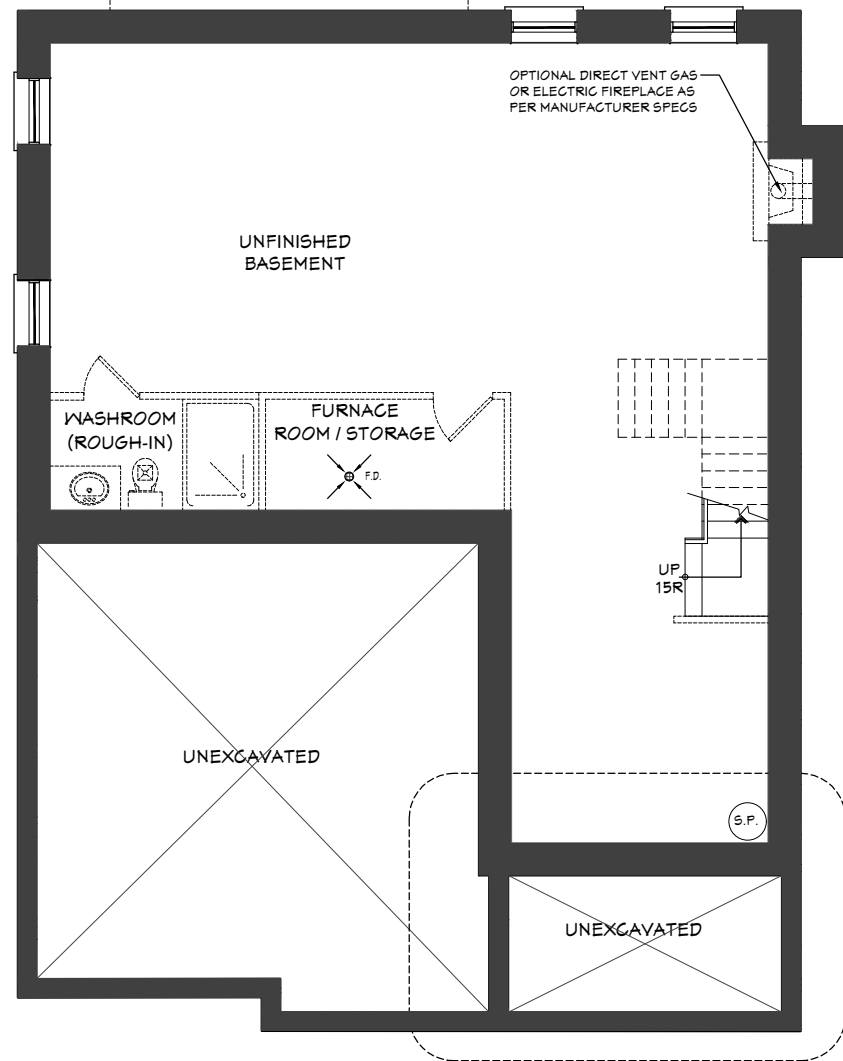 OPTIONAL DIRECT VENT GAS
OR ELECTRIC FIREPLACE AS
PER MANUFACTURER SPECS
UNFINISHED
BASEMENT
WASHROOM
(ROUGH-IN)
FURNACE
ROOM / STORAGE
F.D.
UP
15R
UNEXCAVATED
S.P.
UNEXCAVATED